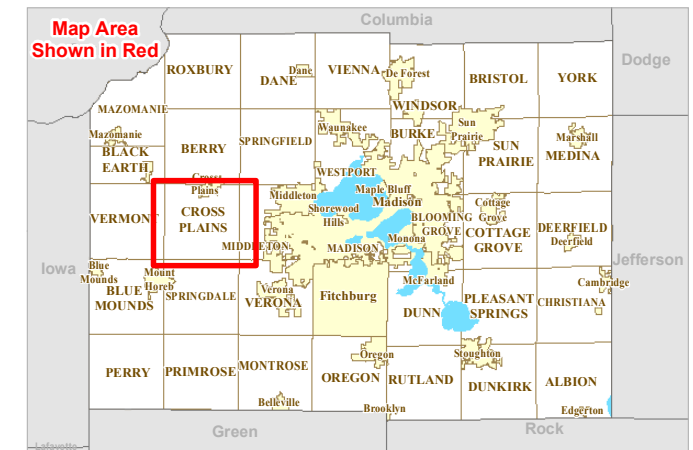 Map Area
Shown in Red
Columbia
Dodge
ROXBURY
DANE
Dane
VIENNA
De Forest
BRISTOL
YORK
MAZOMANIE
WINDSOR
Mazomanie
BERRY
SPRINGFIELD
Waunakee
BURKE
Sun
Prairie
SUN
PRAIRIE
Marshall
MEDINA
BLACK
EARTH
WESTPORT
Cross
Plains
Middleton
Maple Bluff
Madison
Shorewood
Hills
VERMONT
CROSS
PLAINS
BLOOMING
GROVE
Cottage
Grove
COTTAGE
GROVE
DEERFIELD
Deerfield
MIDDLETON
MADISON
Monona
Iowa
Jefferson
Blue
Mounds
Mount
Horeb
BLUE
MOUNDS
SPRINGDALE
Verona
VERONA
Fitchburg
McFarland
DUNN
PLEASANT
SPRINGS
CHRISTIANA
Cambridge
PERRY
PRIMROSE
MONTROSE
Oregon
OREGON
RUTLAND
Stoughton
DUNKIRK
ALBION
Belleville
Brooklyn
Edgerton
Green
Rock
Lafayette